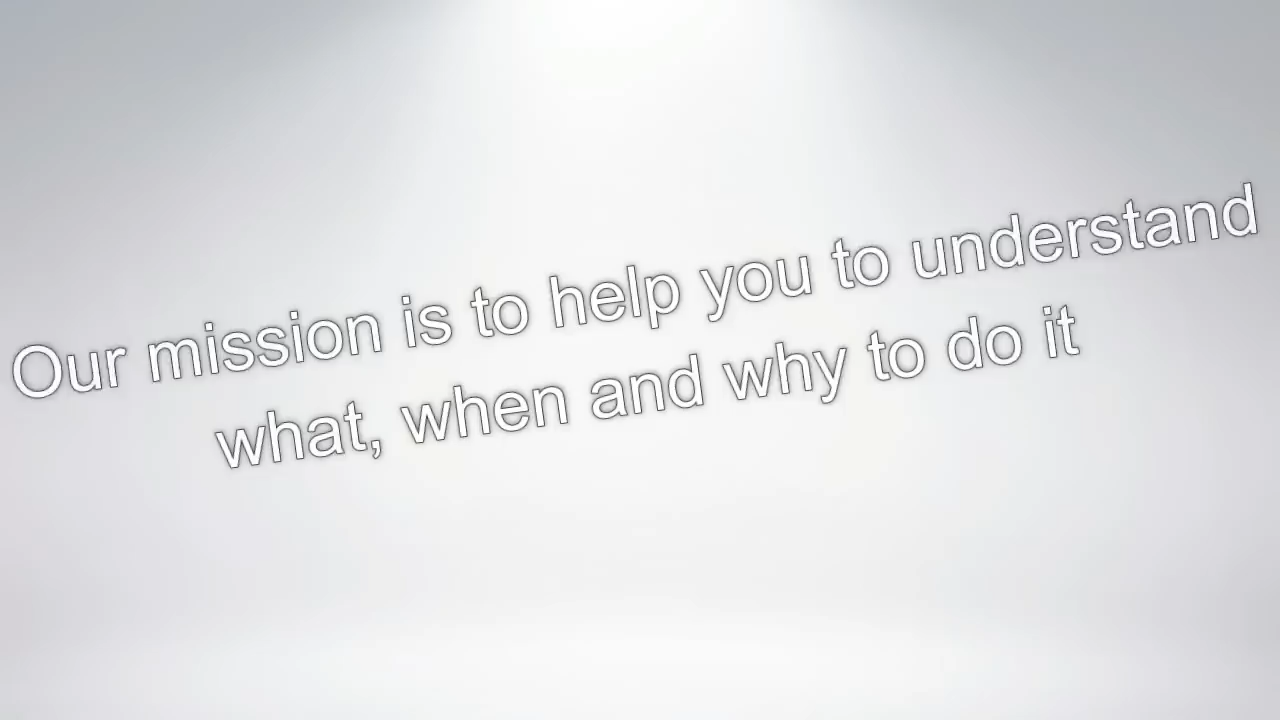 Our mission is to help you to understand
what, when and why to do it